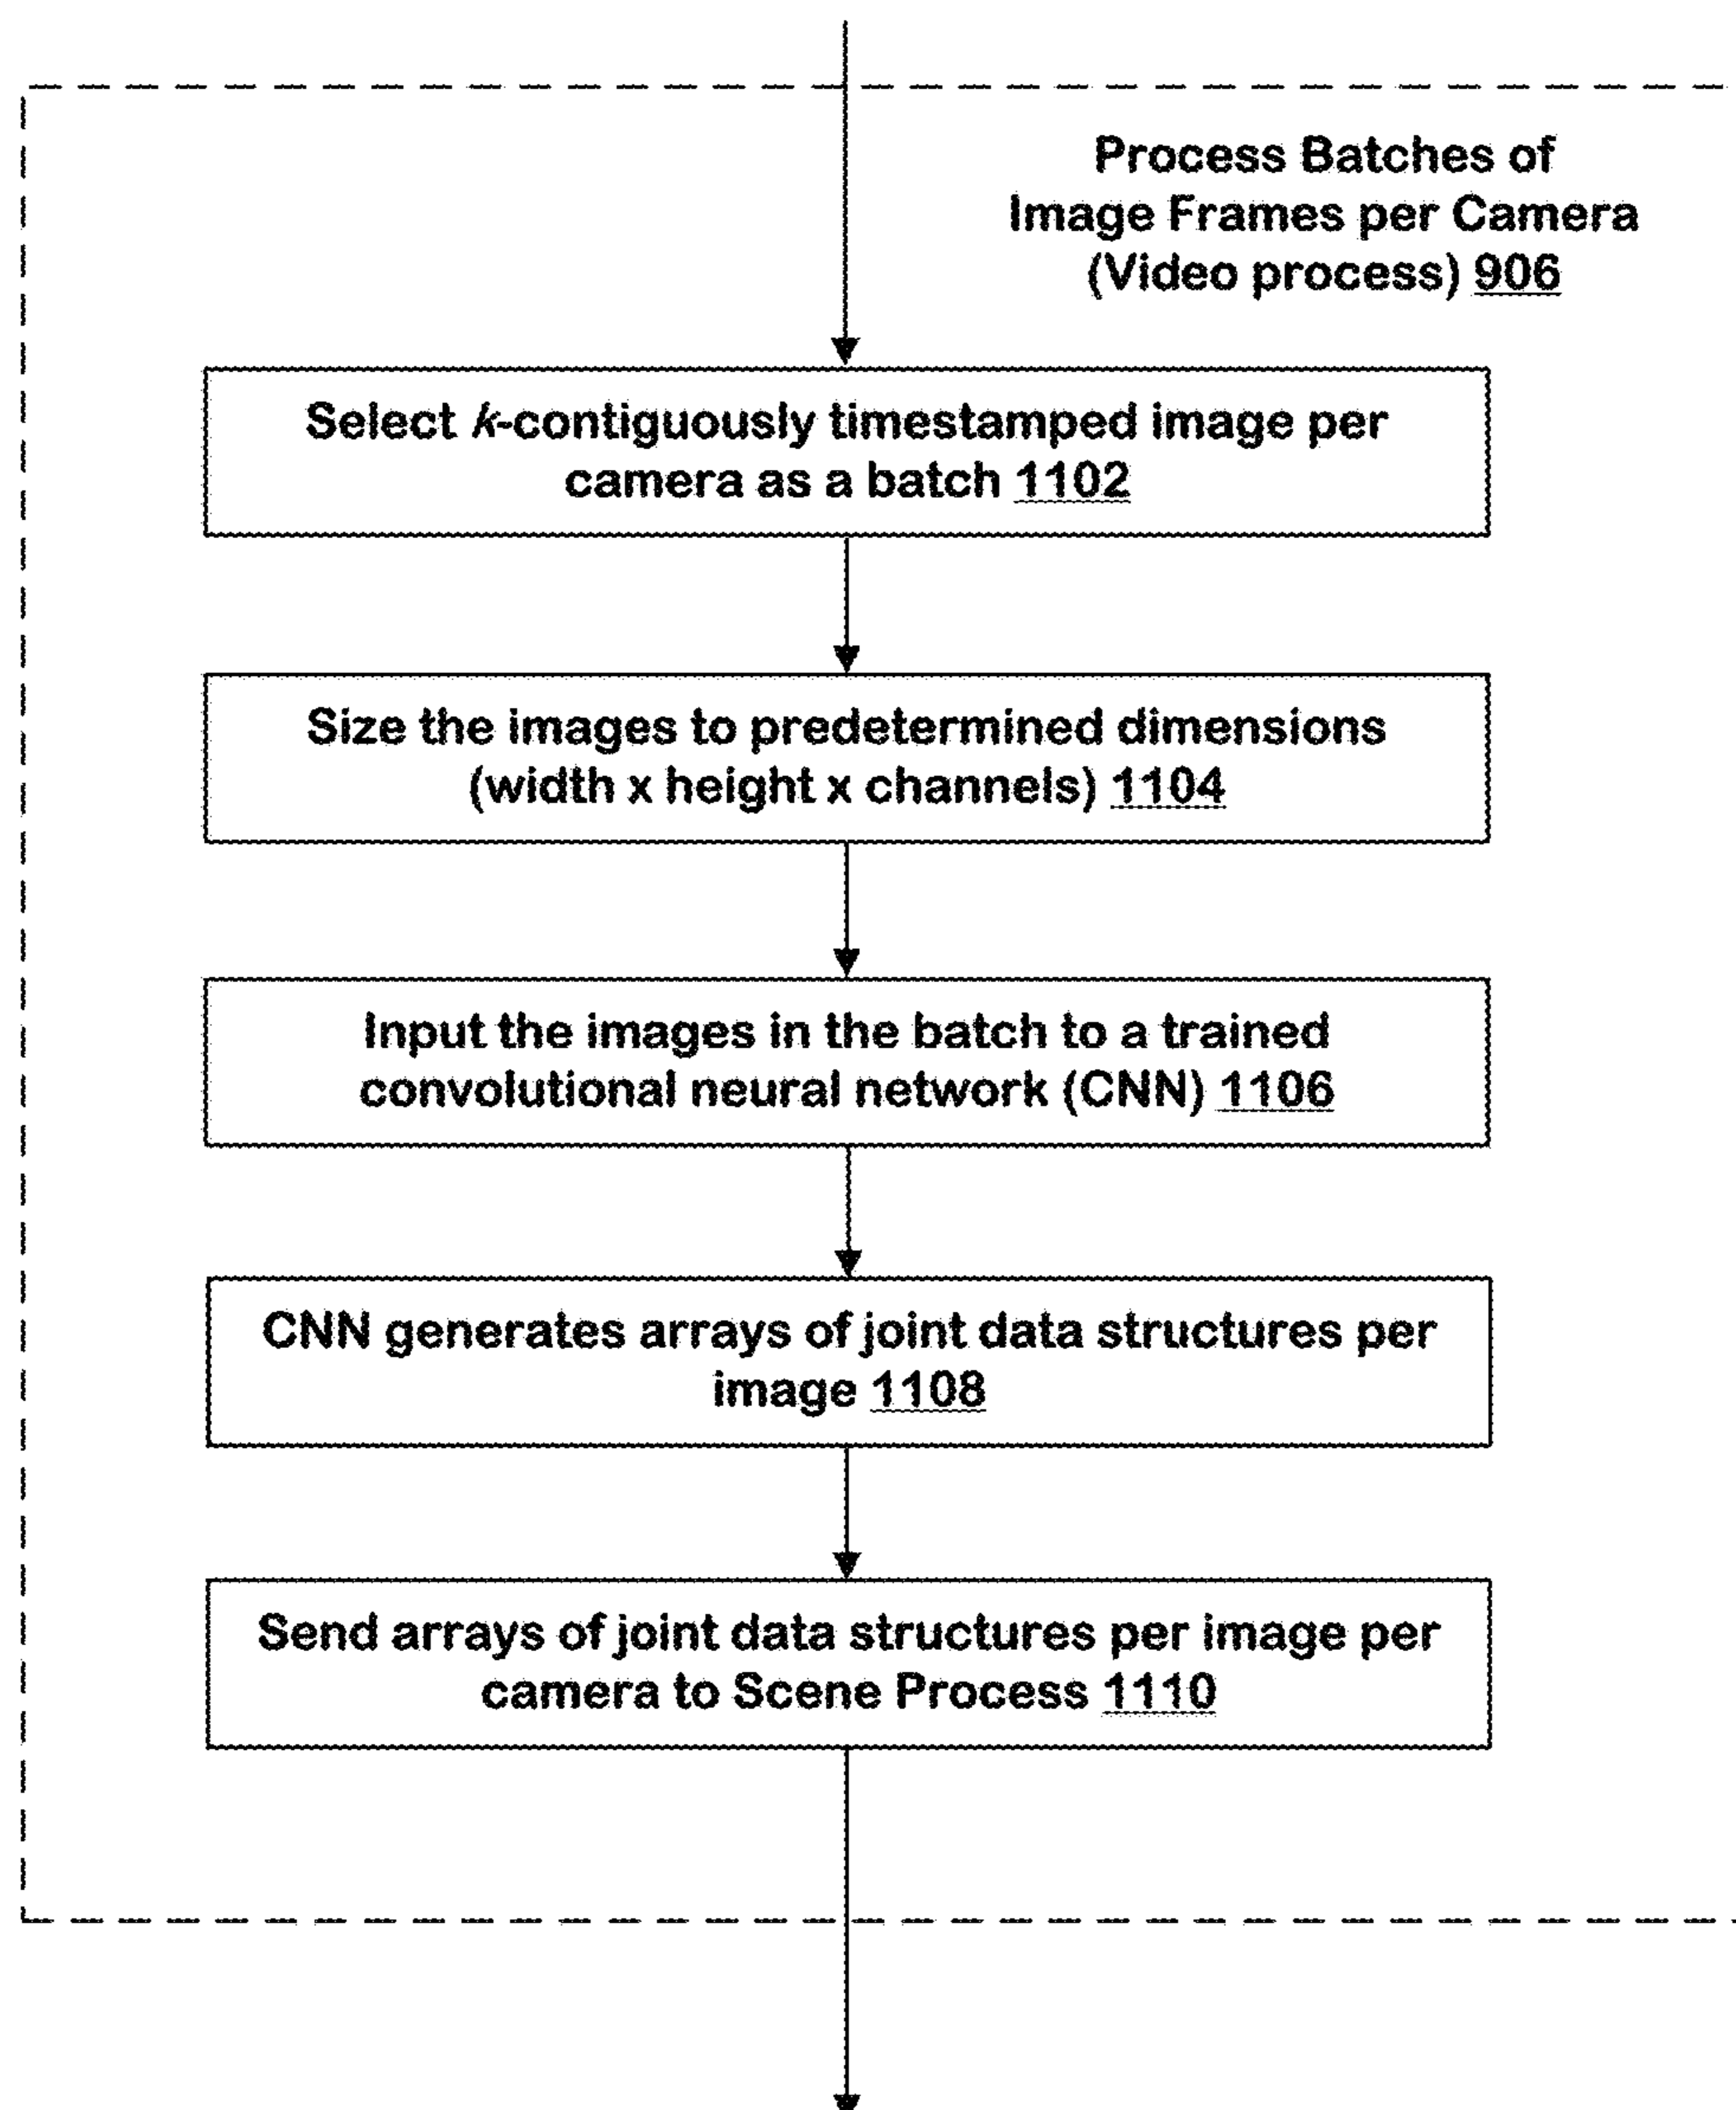 Process Batches of
Image Frames per Camera
(Video process) 906
Select k-contiguously timestamped image per
camera as a batch 1102
Size the images to predetermined dimensions
(width x height x channels) 1104
Input the images in the batch to a trained
convolutional neural network (CNN) 1106
CNN generates arrays of joint data structures per
image 1108
Send arrays of joint data structures per image per
camera to Scene Process 1110